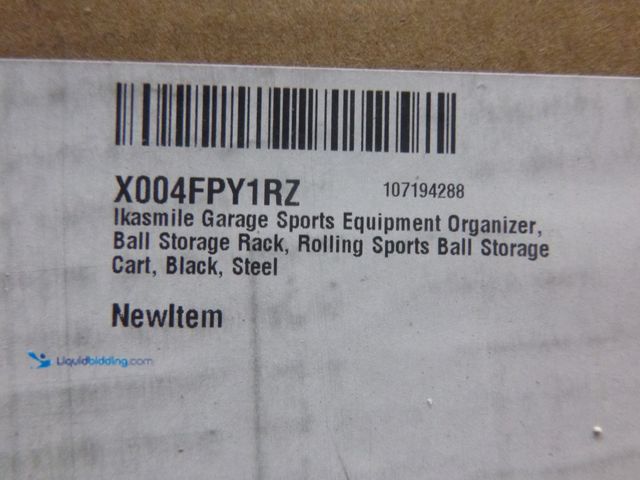 X004FPY1RZ 107194288
Ikasmile Garage Sports Equipment Organizer,
Ball Storage Rack, Rolling Sports Ball Storage
Cart, Black, Steel
NewItem
Liquidbidding.com